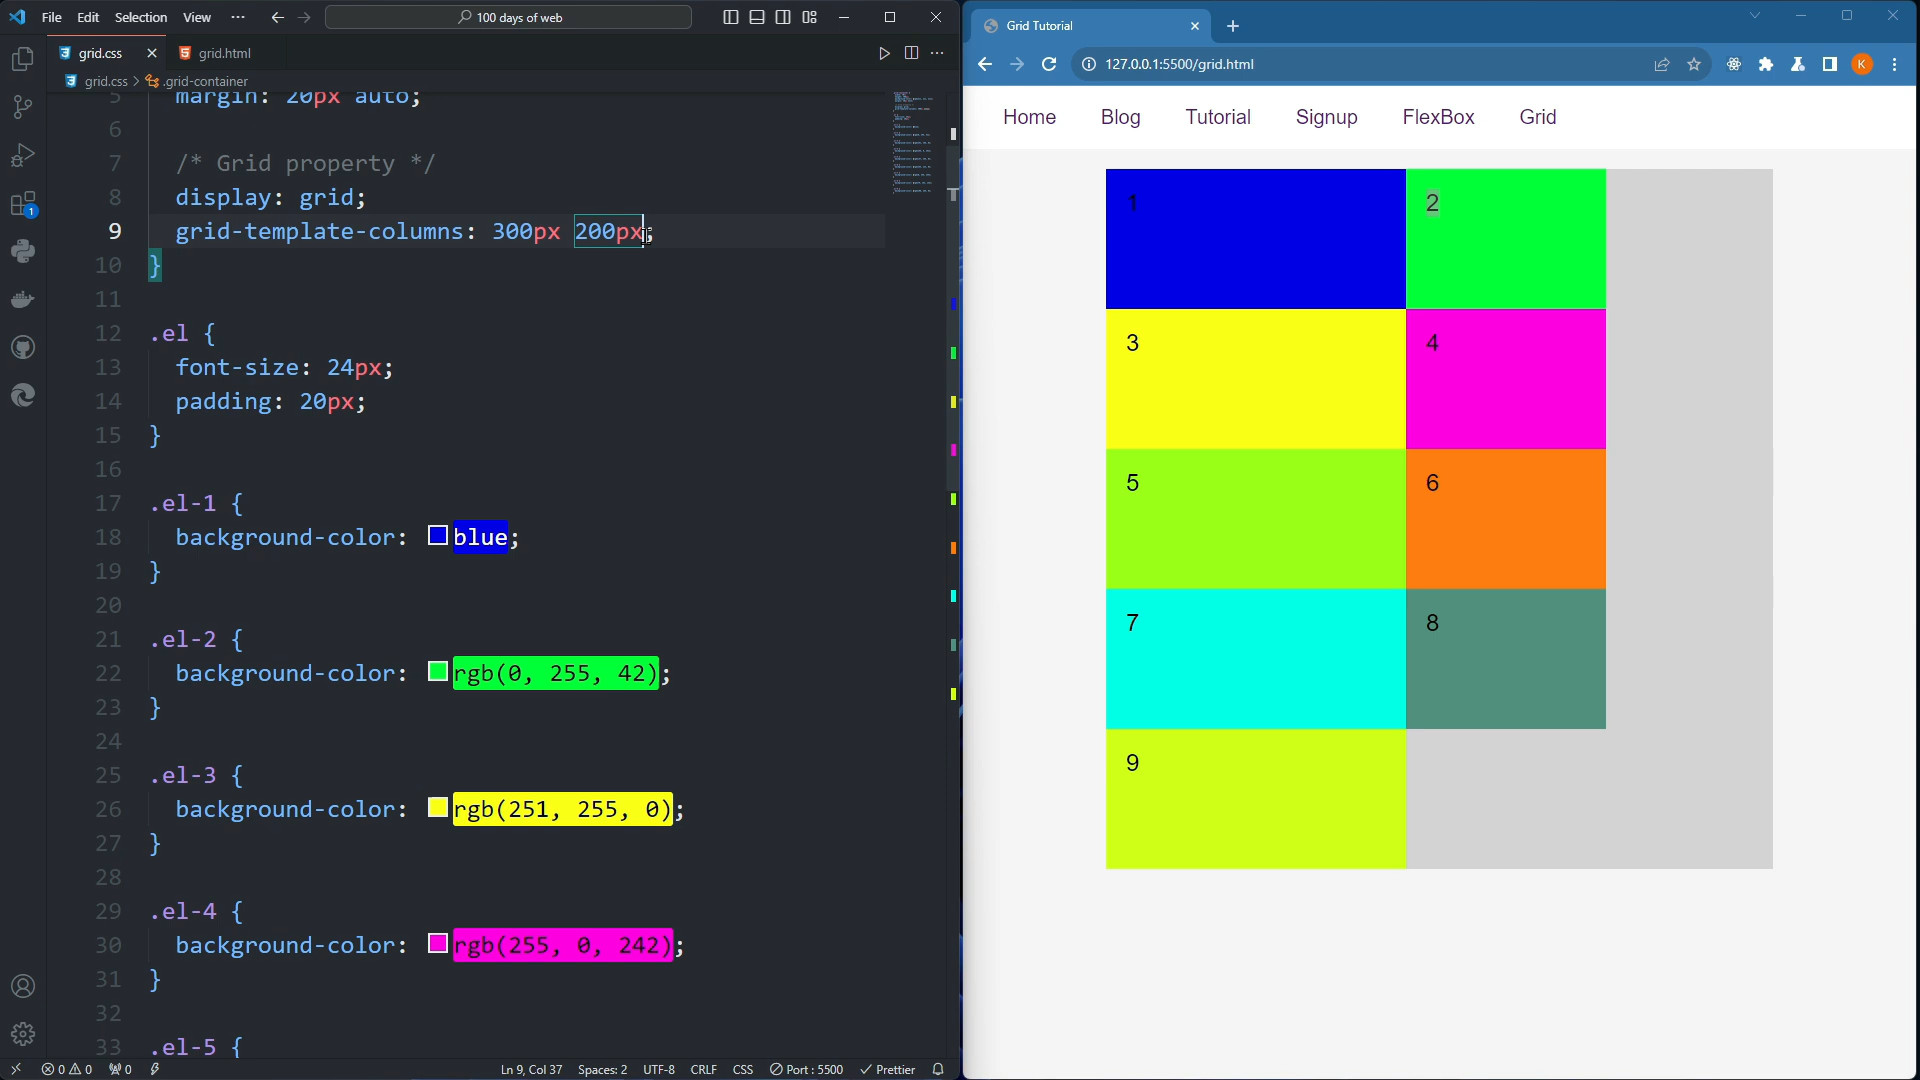 File Edit Selection View ··· 100 days of web
grid.css grid.html
grid.css > .grid-container
5 margin: 20px auto;
6
7 /* Grid property */
8 display: grid;
9 grid-template-columns: 300px 200px;
10 }
11
12 .el {
13 font-size: 24px;
14 padding: 20px;
15 }
16
17 .el-1 {
18 background-color: blue;
19 }
20
21 .el-2 {
22 background-color: rgb(0, 255, 42);
23 }
24
25 .el-3 {
26 background-color: rgb(251, 255, 0);
27 }
28
29 .el-4 {
30 background-color: rgb(255, 0, 242);
31 }
32
33 .el-5 {
1
0 0 0 Ln 9, Col 37 Spaces: 2 UTF-8 CRLF CSS Port : 5500 Prettier
Grid Tutorial
127.0.0.1:5500/grid.html K
Home Blog Tutorial Signup FlexBox Grid
1 2
3 4
5 6
7 8
9